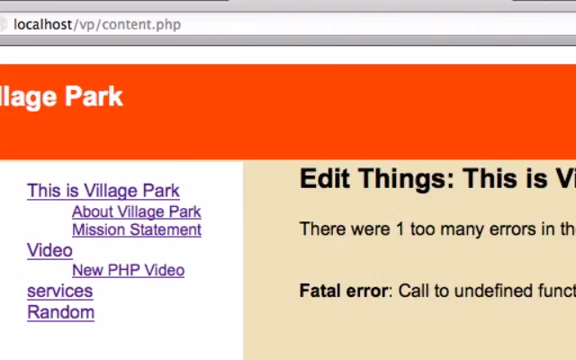 localhost/vp/content.php
llage Park
This is Village Park
About Village Park
Mission Statement
Video
New PHP Video
services
Random
Edit Things: This is Vi
There were 1 too many errors in the
Fatal error: Call to undefined funct